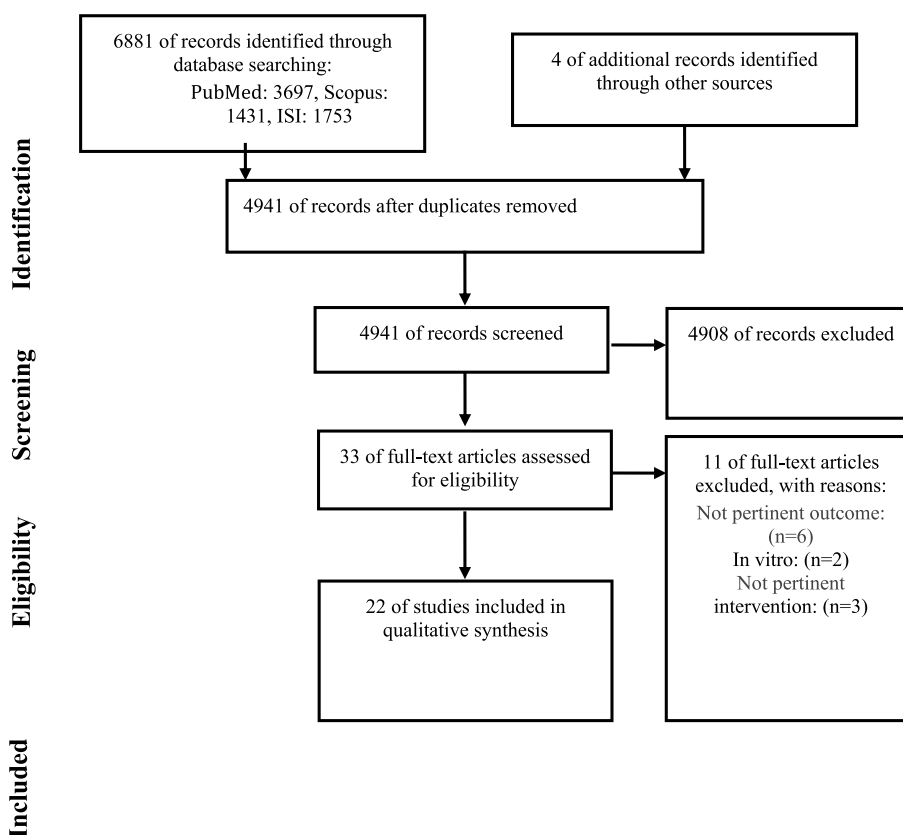 6881 of records identified through
database searching:
PubMed: 3697, Scopus:
1431, ISI: 1753
4 of additional records identified
through other sources
Identification
4941 of records after duplicates removed
4941 of records screened
4908 of records excluded
Screening
33 of full-text articles assessed
for eligibility
11 of full-text articles
excluded, with reasons:
Not pertinent outcome:
(n=6)
In vitro: (n=2)
Not pertinent
intervention: (n=3)
Eligibility
22 of studies included in
qualitative synthesis
Included